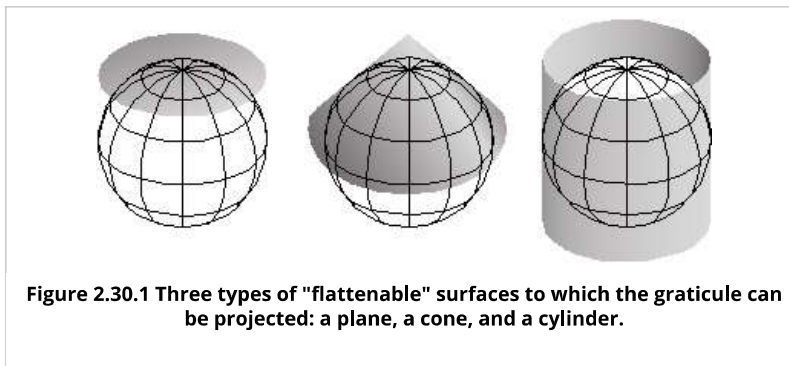 Figure 2.30.1 Three types of "flattenable" surfaces to which the graticule can
be projected: a plane, a cone, and a cylinder.